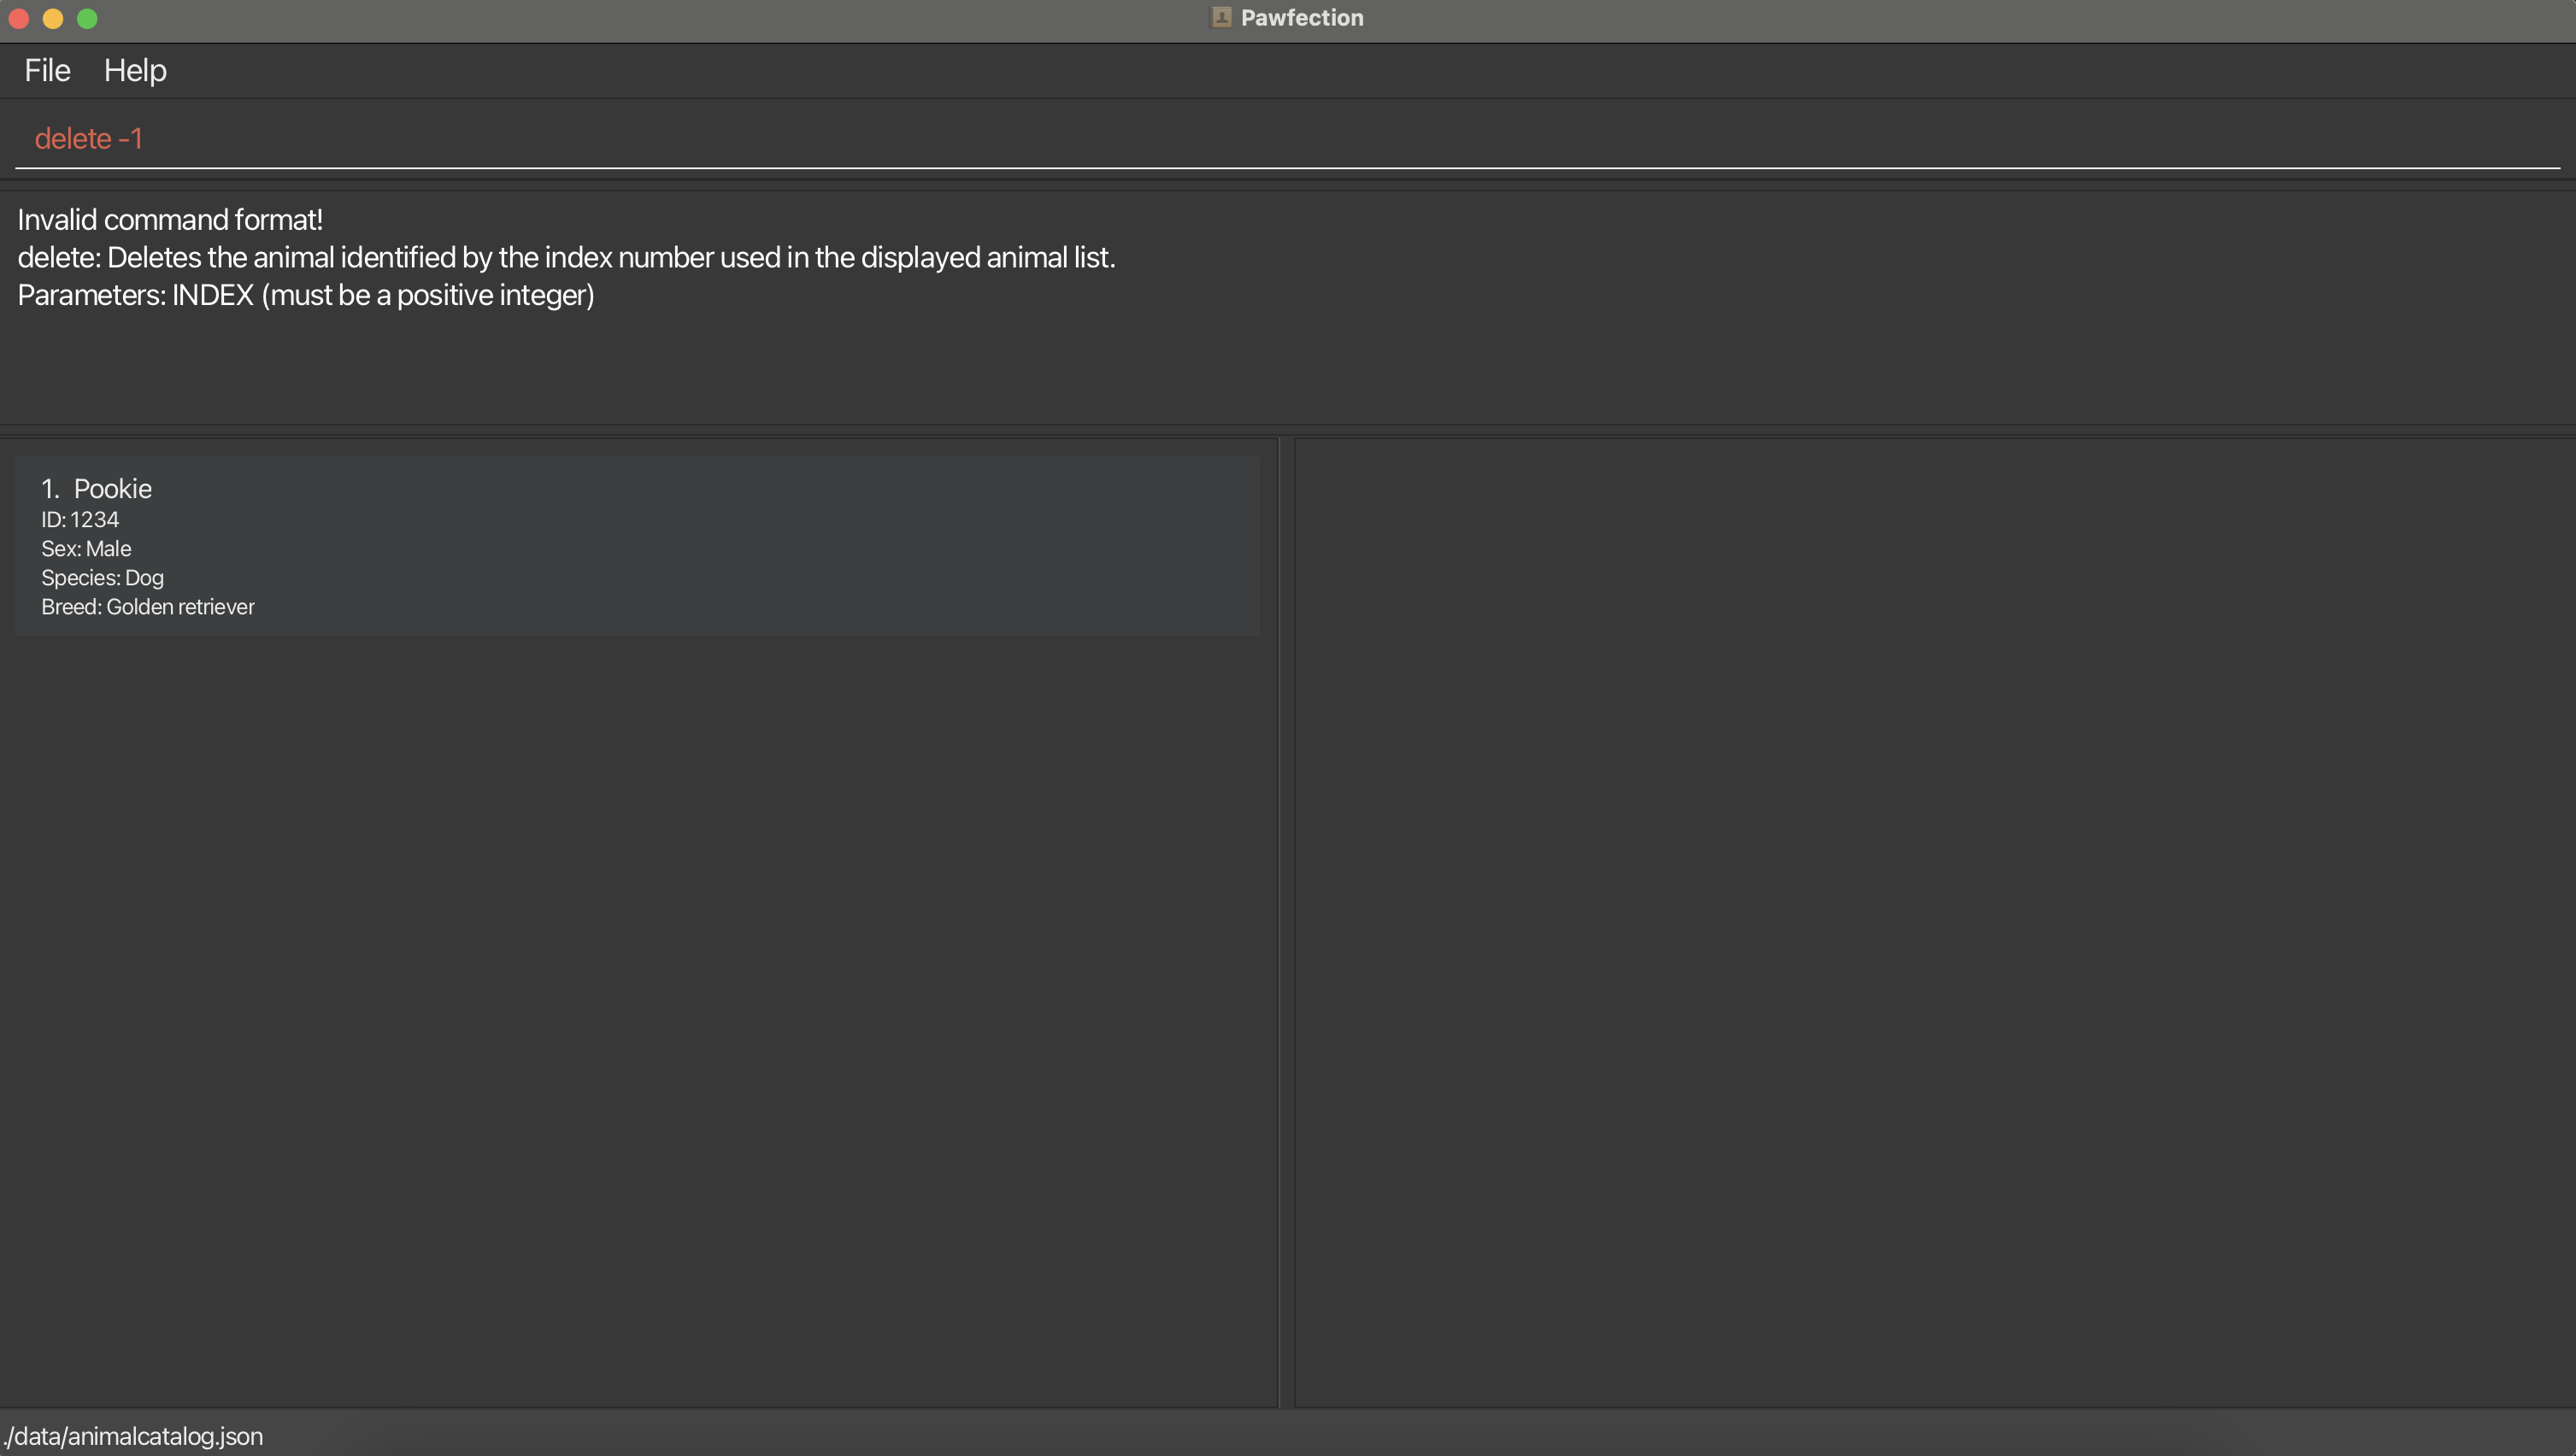 Pawfection
File Help
delete -1
Invalid command format!
delete: Deletes the animal identified by the index number used in the displayed animal list.
Parameters: INDEX (must be a positive integer)
1. Pookie
ID: 1234
Sex: Male
Species: Dog
Breed: Golden retriever
./data/animalcatalog.json